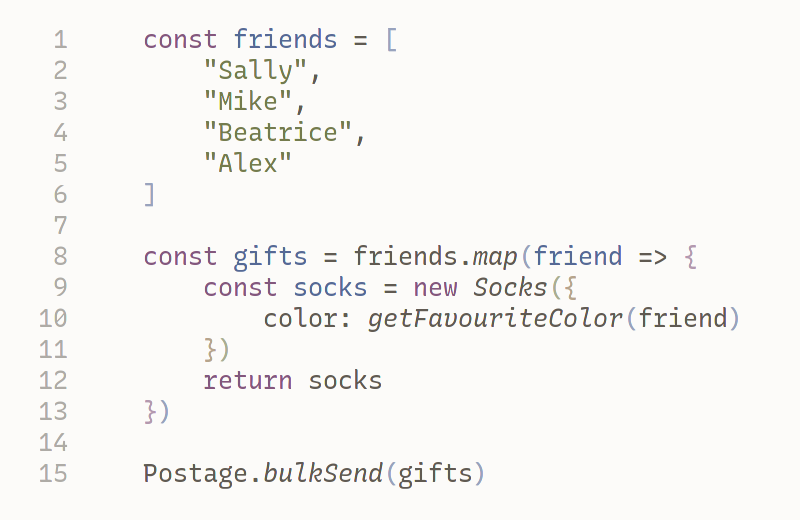 1 const friends = [
2 "Sally",
3 "Mike",
4 "Beatrice",
5 "Alex"
6 ]
7
8 const gifts = friends.map(friend => {
9 const socks = new Socks({
10 color: getFavouriteColor(friend)
11 })
12 return socks
13 })
14
15 Postage.bulkSend(gifts)